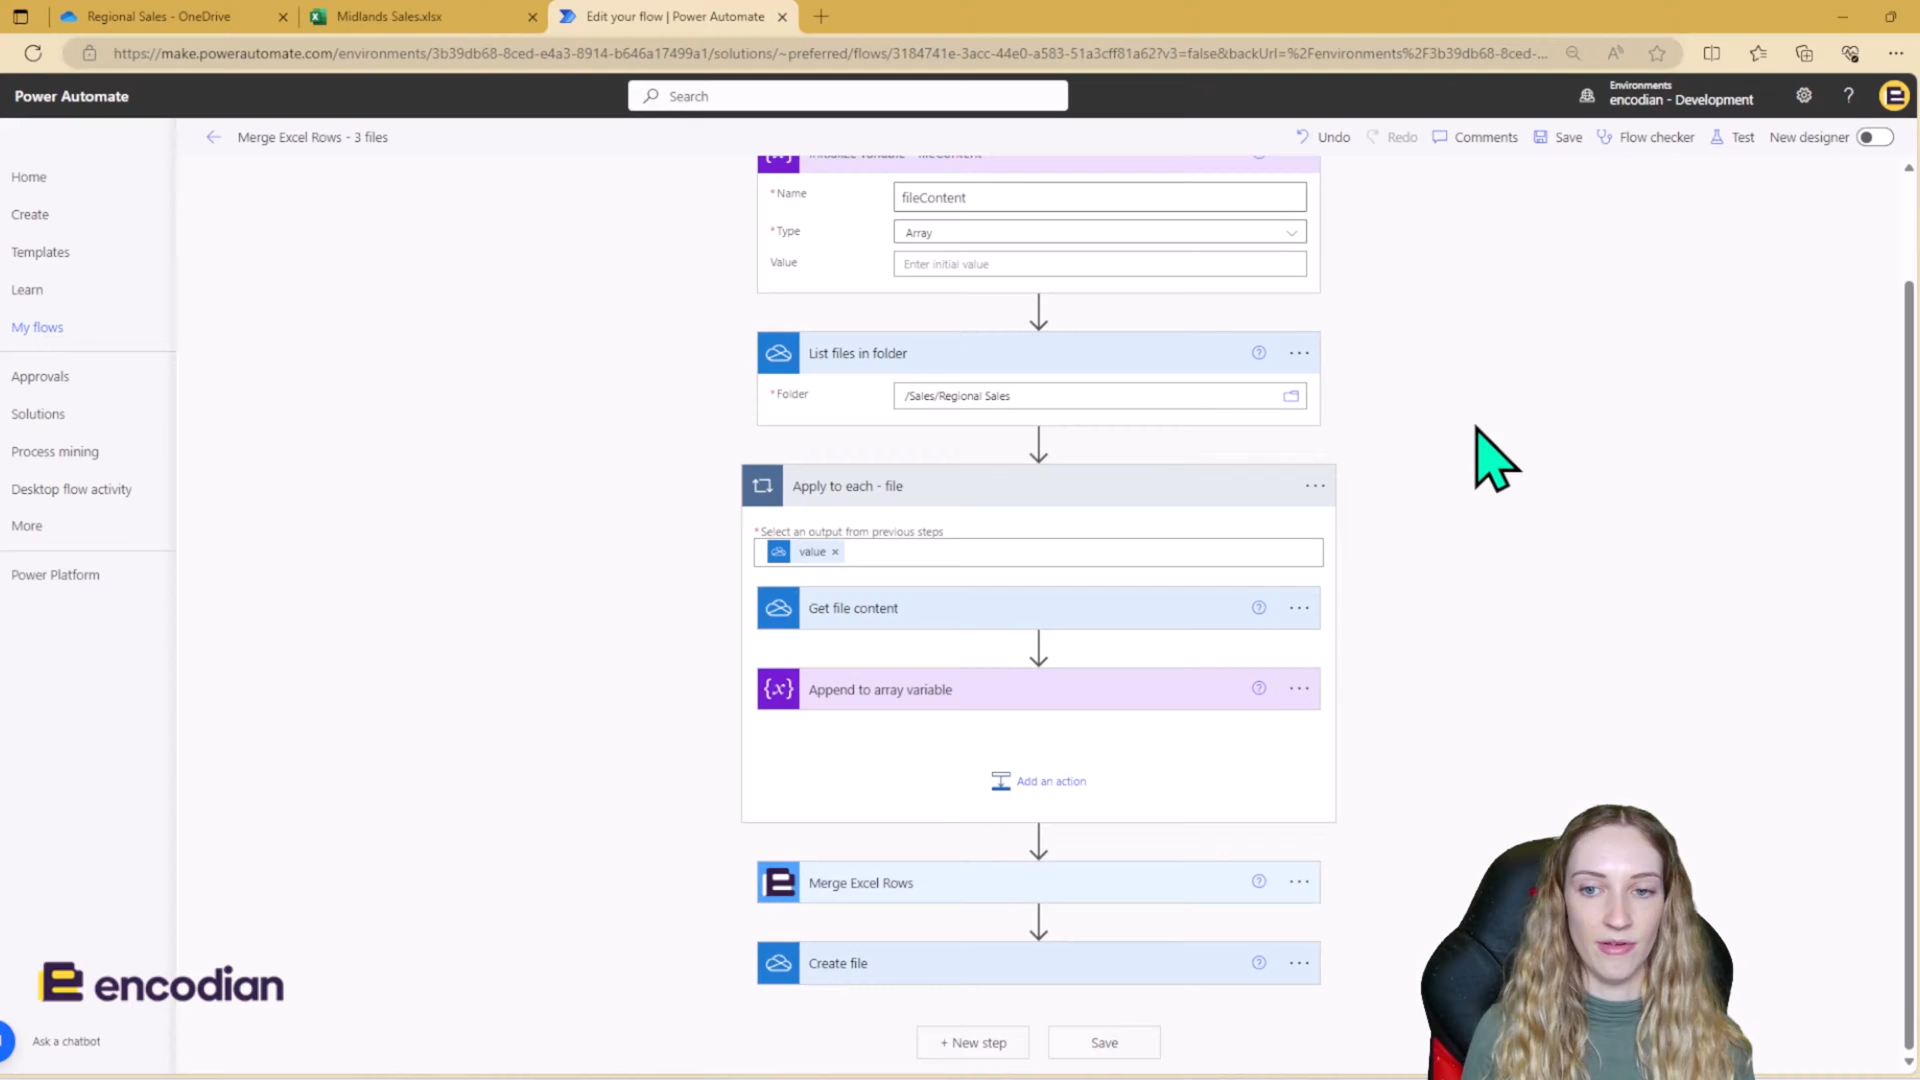 Regional Sales - OneDrive
Midlands Sales.xlsx
Edit your flow | Power Automate
https://make.powerautomate.com/environments/3b39db68-8ced-e4a3-8914-b646a17499a1/solutions/~preferred/flows/3184741e-3acc-44e0-a583-51a3cff81a62?v3=false&backUrl=%2Fenvironments%2F3b39db68-8ced-...
Power Automate
Search
Environments
encodian - Development
Merge Excel Rows - 3 files
Undo
Redo
Comments
Save
Flow checker
Test
New designer
Home
Create
Templates
Learn
My flows
Approvals
Solutions
Process mining
Desktop flow activity
More
Power Platform
Initialize variable - fileContent
* Name
fileContent
* Type
Array
Value
Enter initial value
List files in folder
* Folder
/Sales/Regional Sales
Apply to each - file
* Select an output from previous steps
value
Get file content
{x} Append to array variable
Add an action
Merge Excel Rows
Create file
+ New step
Save
encodian
Ask a chatbot